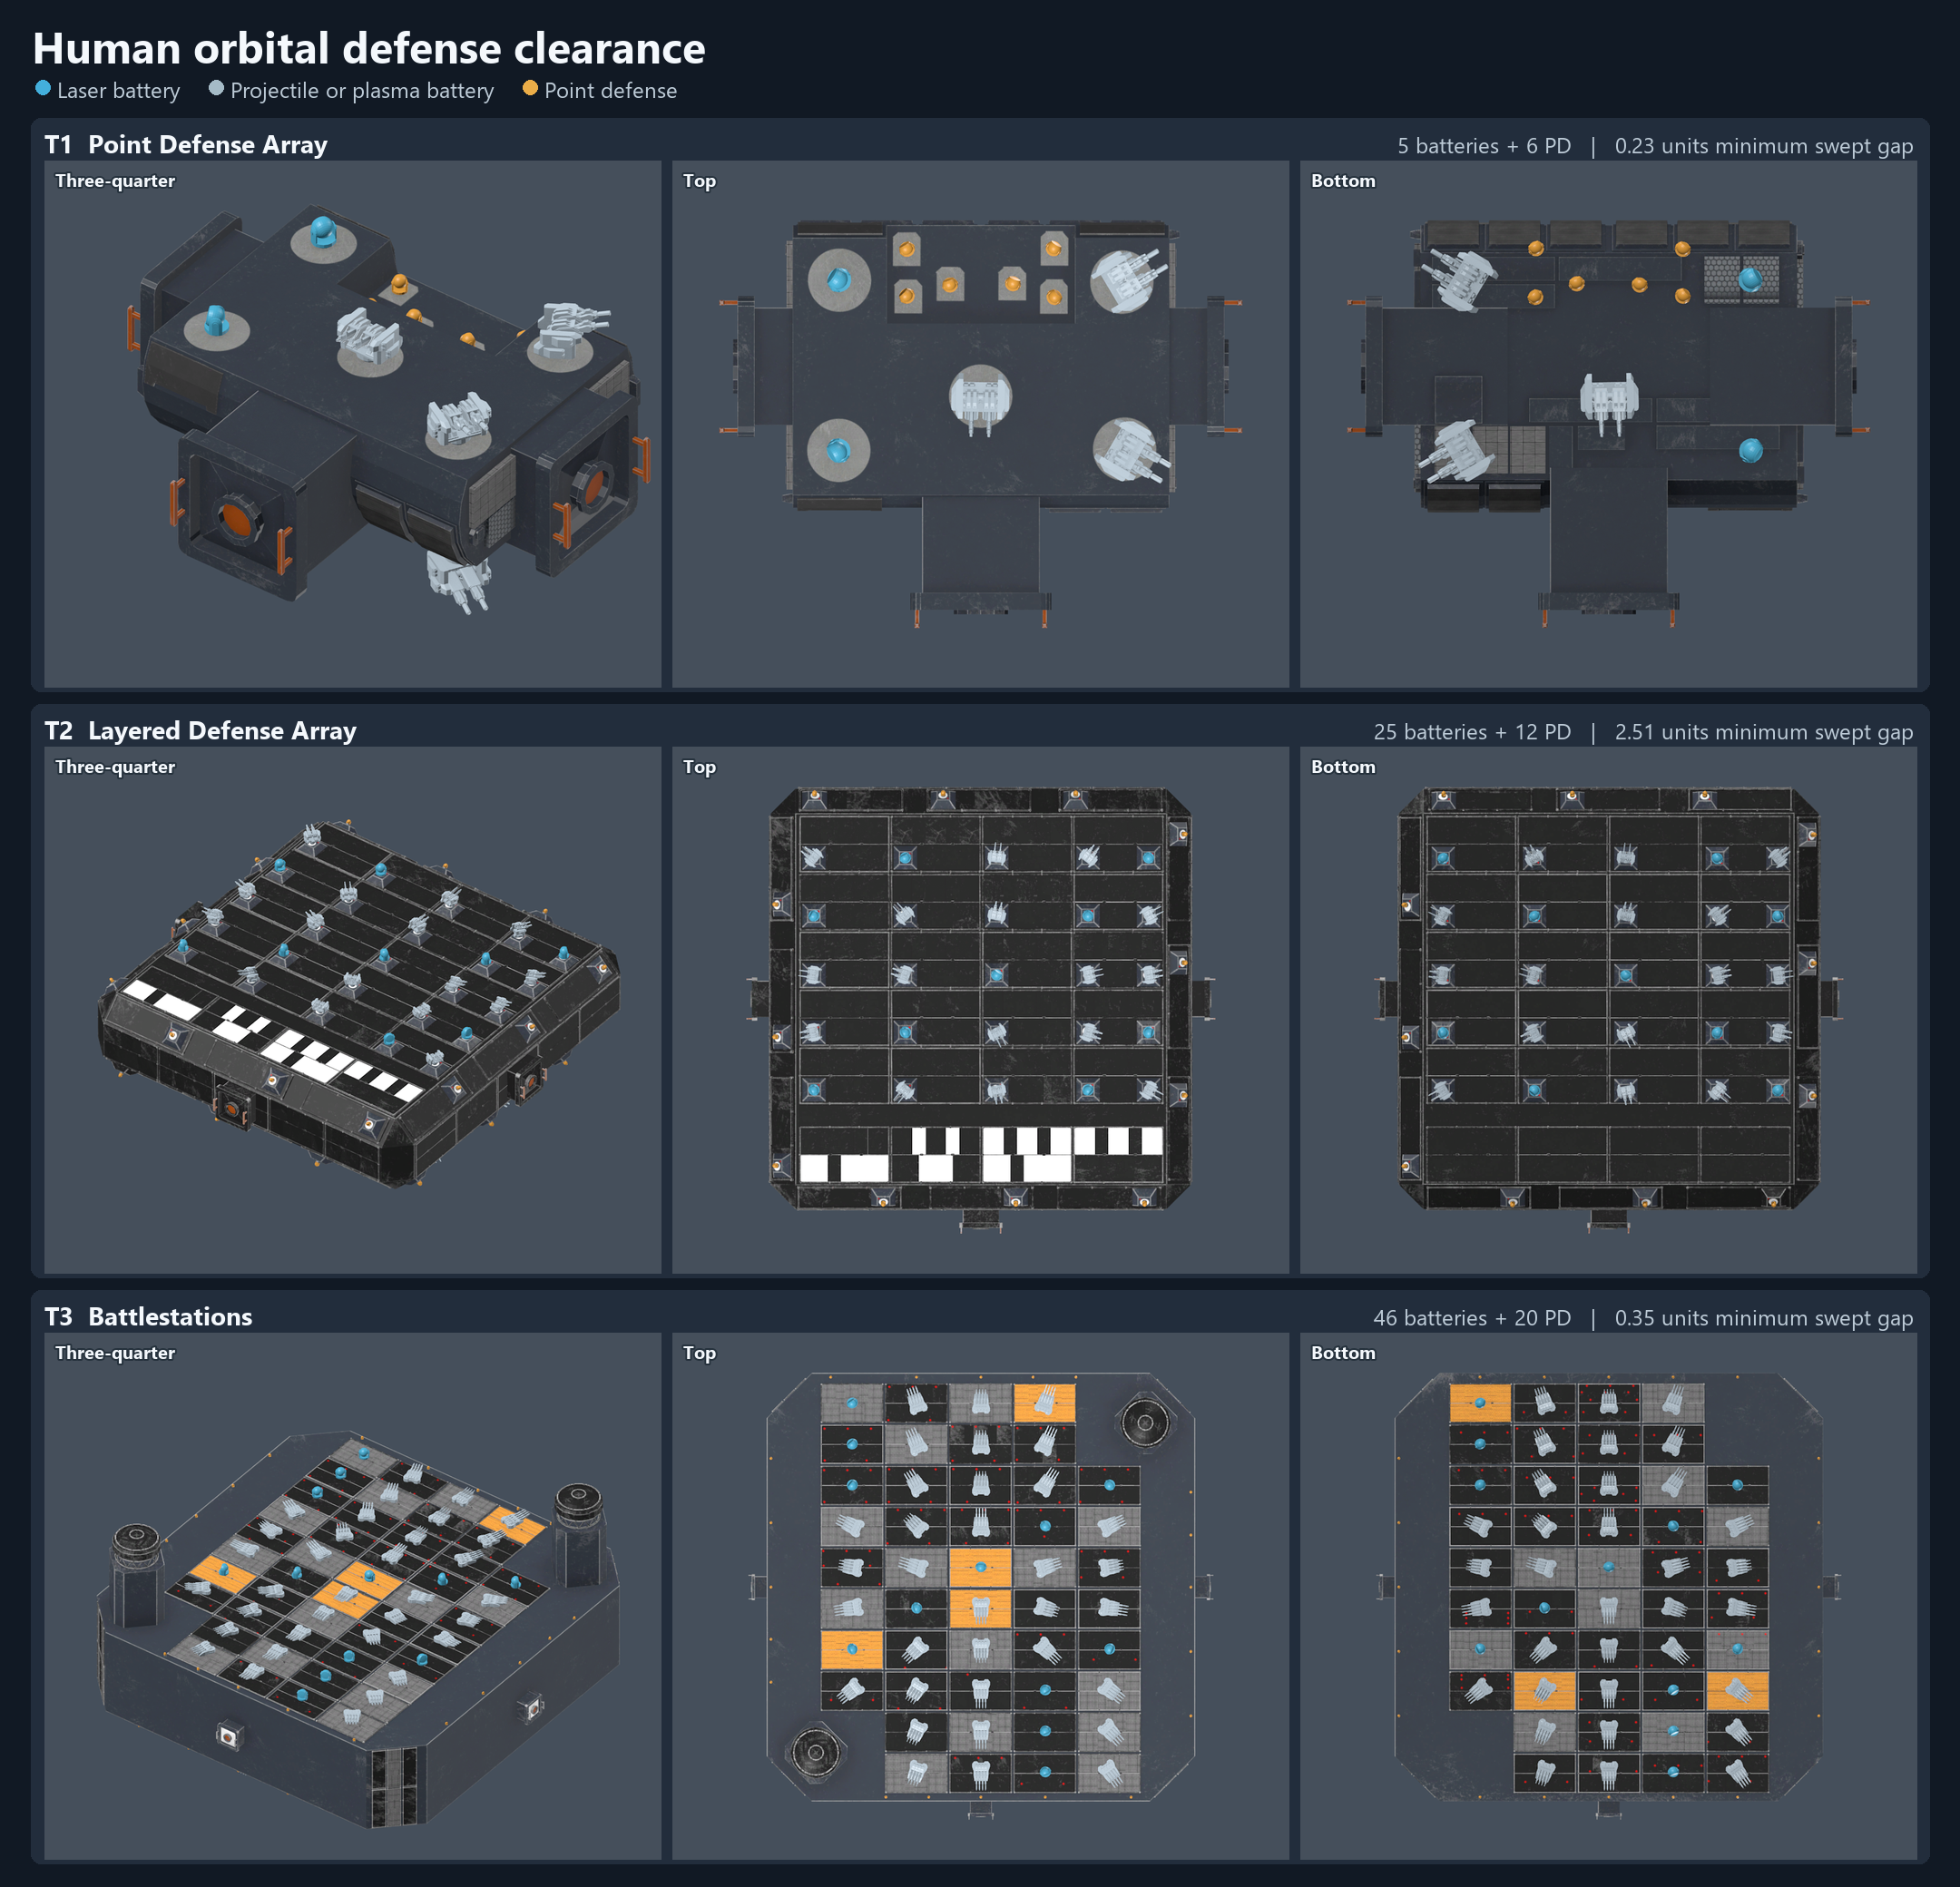 Human orbital defense clearance
Laser battery Projectile or plasma battery Point defense
T1 Point Defense Array 5 batteries + 6 PD | 0.23 units minimum swept gap
Three-quarter Top Bottom
T2 Layered Defense Array 25 batteries + 12 PD | 2.51 units minimum swept gap
Three-quarter Top Bottom
T3 Battlestations 46 batteries + 20 PD | 0.35 units minimum swept gap
Three-quarter Top Bottom